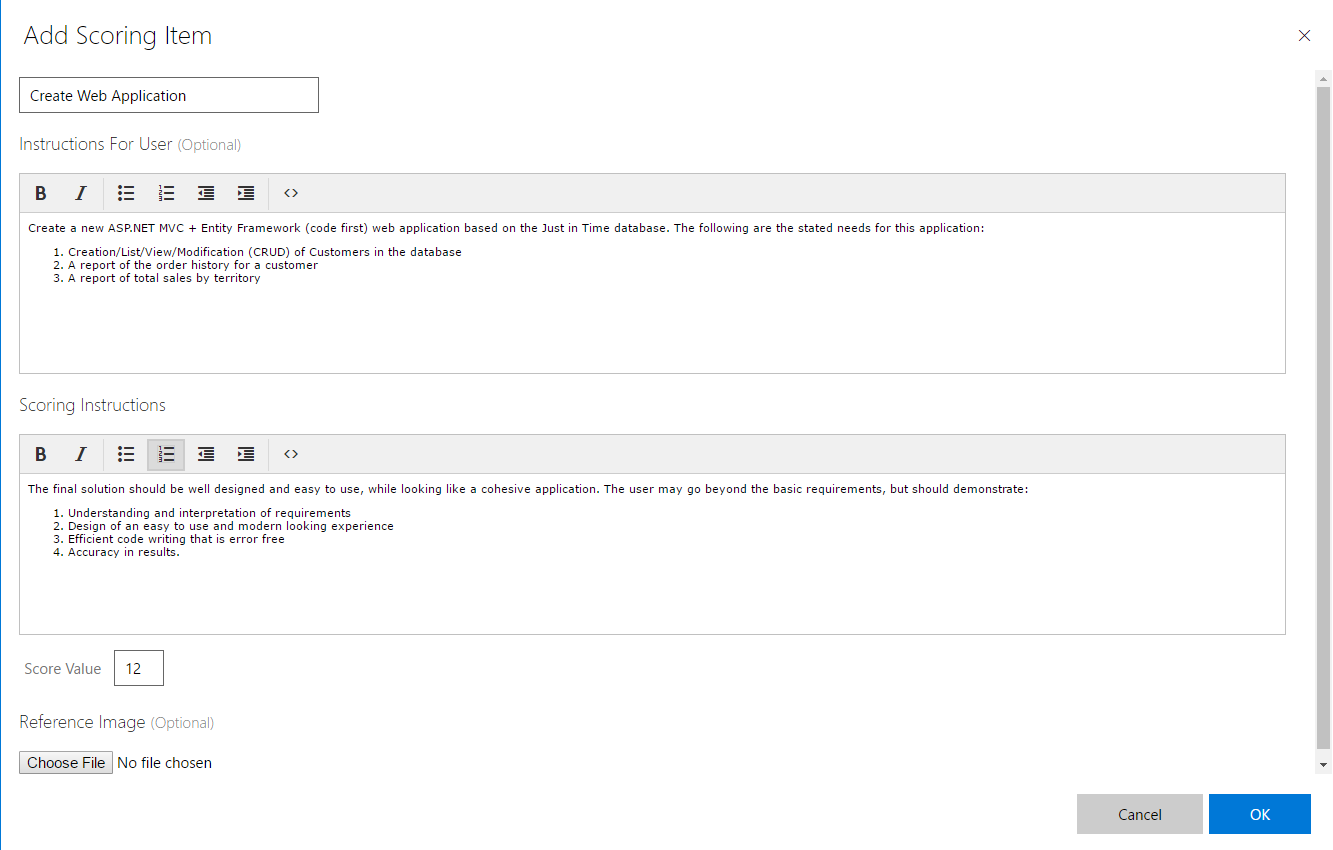 Add Scoring Item
Create Web Application
Instructions For User (Optional)
B I
Create a new ASP.NET MVC + Entity Framework (code first) web application based on the Just in Time database. The following are the stated needs for this application:
1. Creation/List/View/Modification (CRUD) of Customers in the database
2. A report of the order history for a customer
3. A report of total sales by territory
Scoring Instructions
B I
The final solution should be well designed and easy to use, while looking like a cohesive application. The user may go beyond the basic requirements, but should demonstrate:
1. Understanding and interpretation of requirements
2. Design of an easy to use and modern looking experience
3. Efficient code writing that is error free
4. Accuracy in results.
Score Value 12
Reference Image (Optional)
Choose File No file chosen
Cancel OK